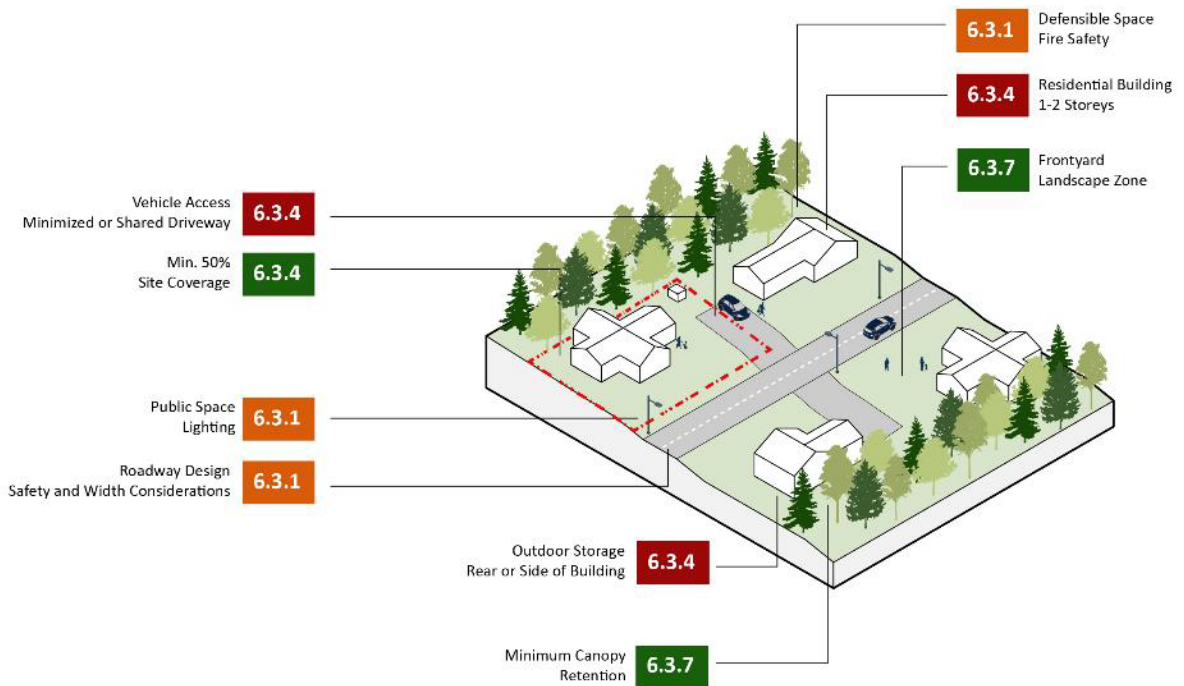 6.3.1
Defensible Space
Fire Safety
6.3.4
Residential Building
1-2 Storeys
6.3.7
Frontyard
Landscape Zone
Vehicle Access
Minimized or Shared Driveway
6.3.4
Min. 50%
Site Coverage
6.3.4
Public Space
Lighting
6.3.1
Roadway Design
Safety and Width Considerations
6.3.1
Outdoor Storage
Rear or Side of Building
6.3.4
Minimum Canopy
Retention
6.3.7